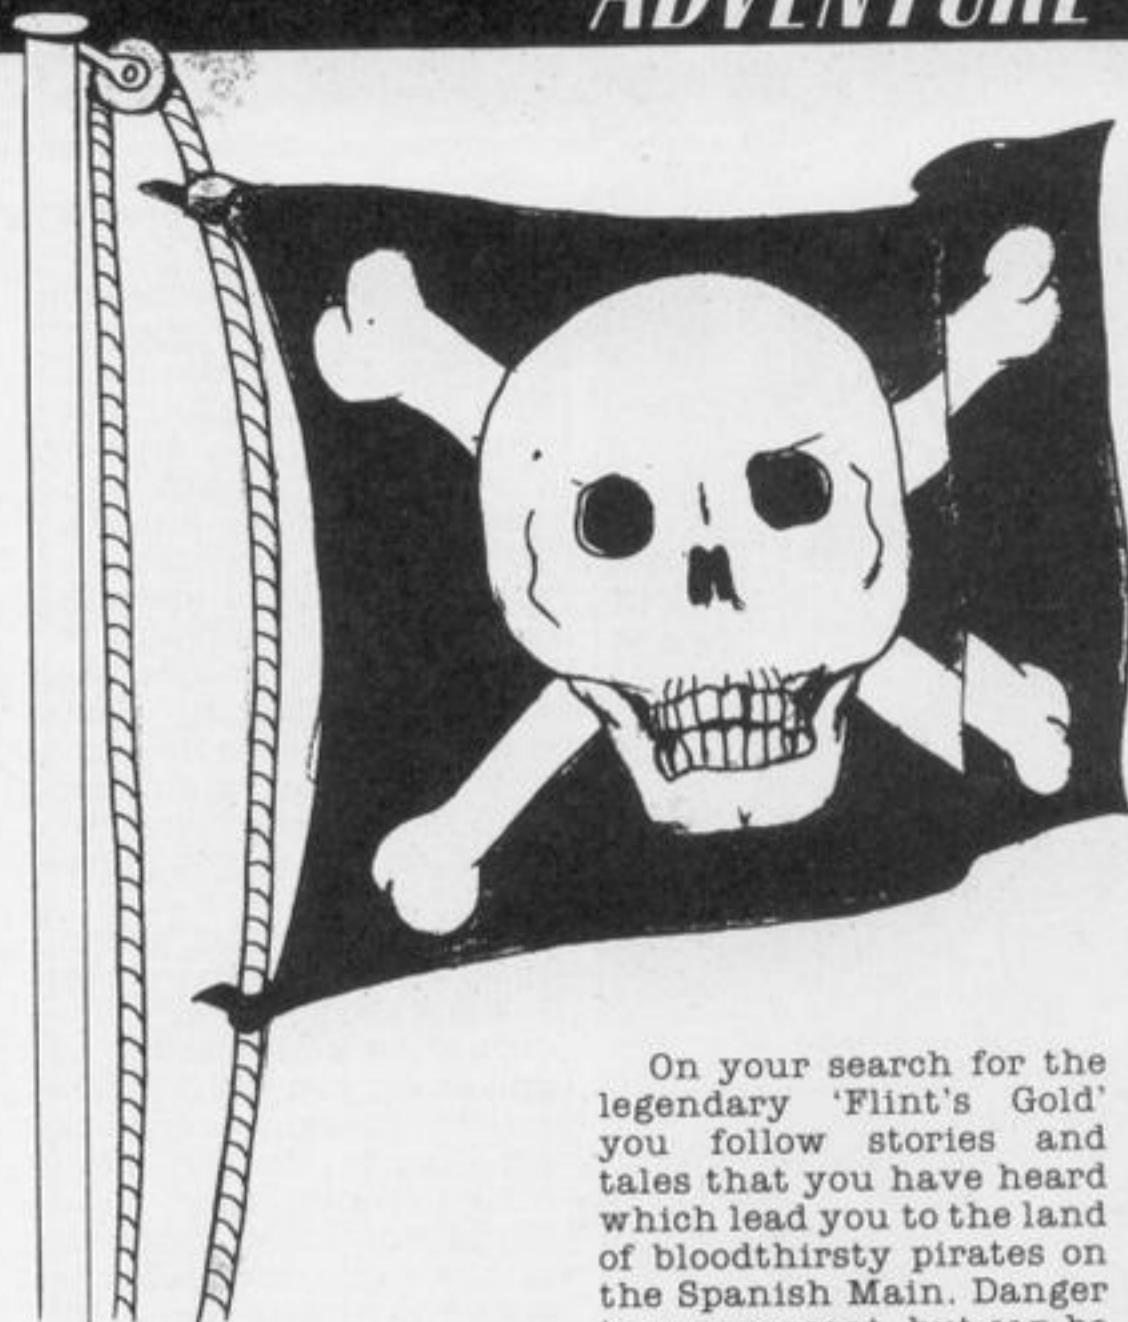 ADVENTURE
On your search for the
legendary 'Flint's Gold'
you follow stories and
tales that you have heard
which lead you to the land
of bloodthirsty pirates on
the Spanish Main. Danger